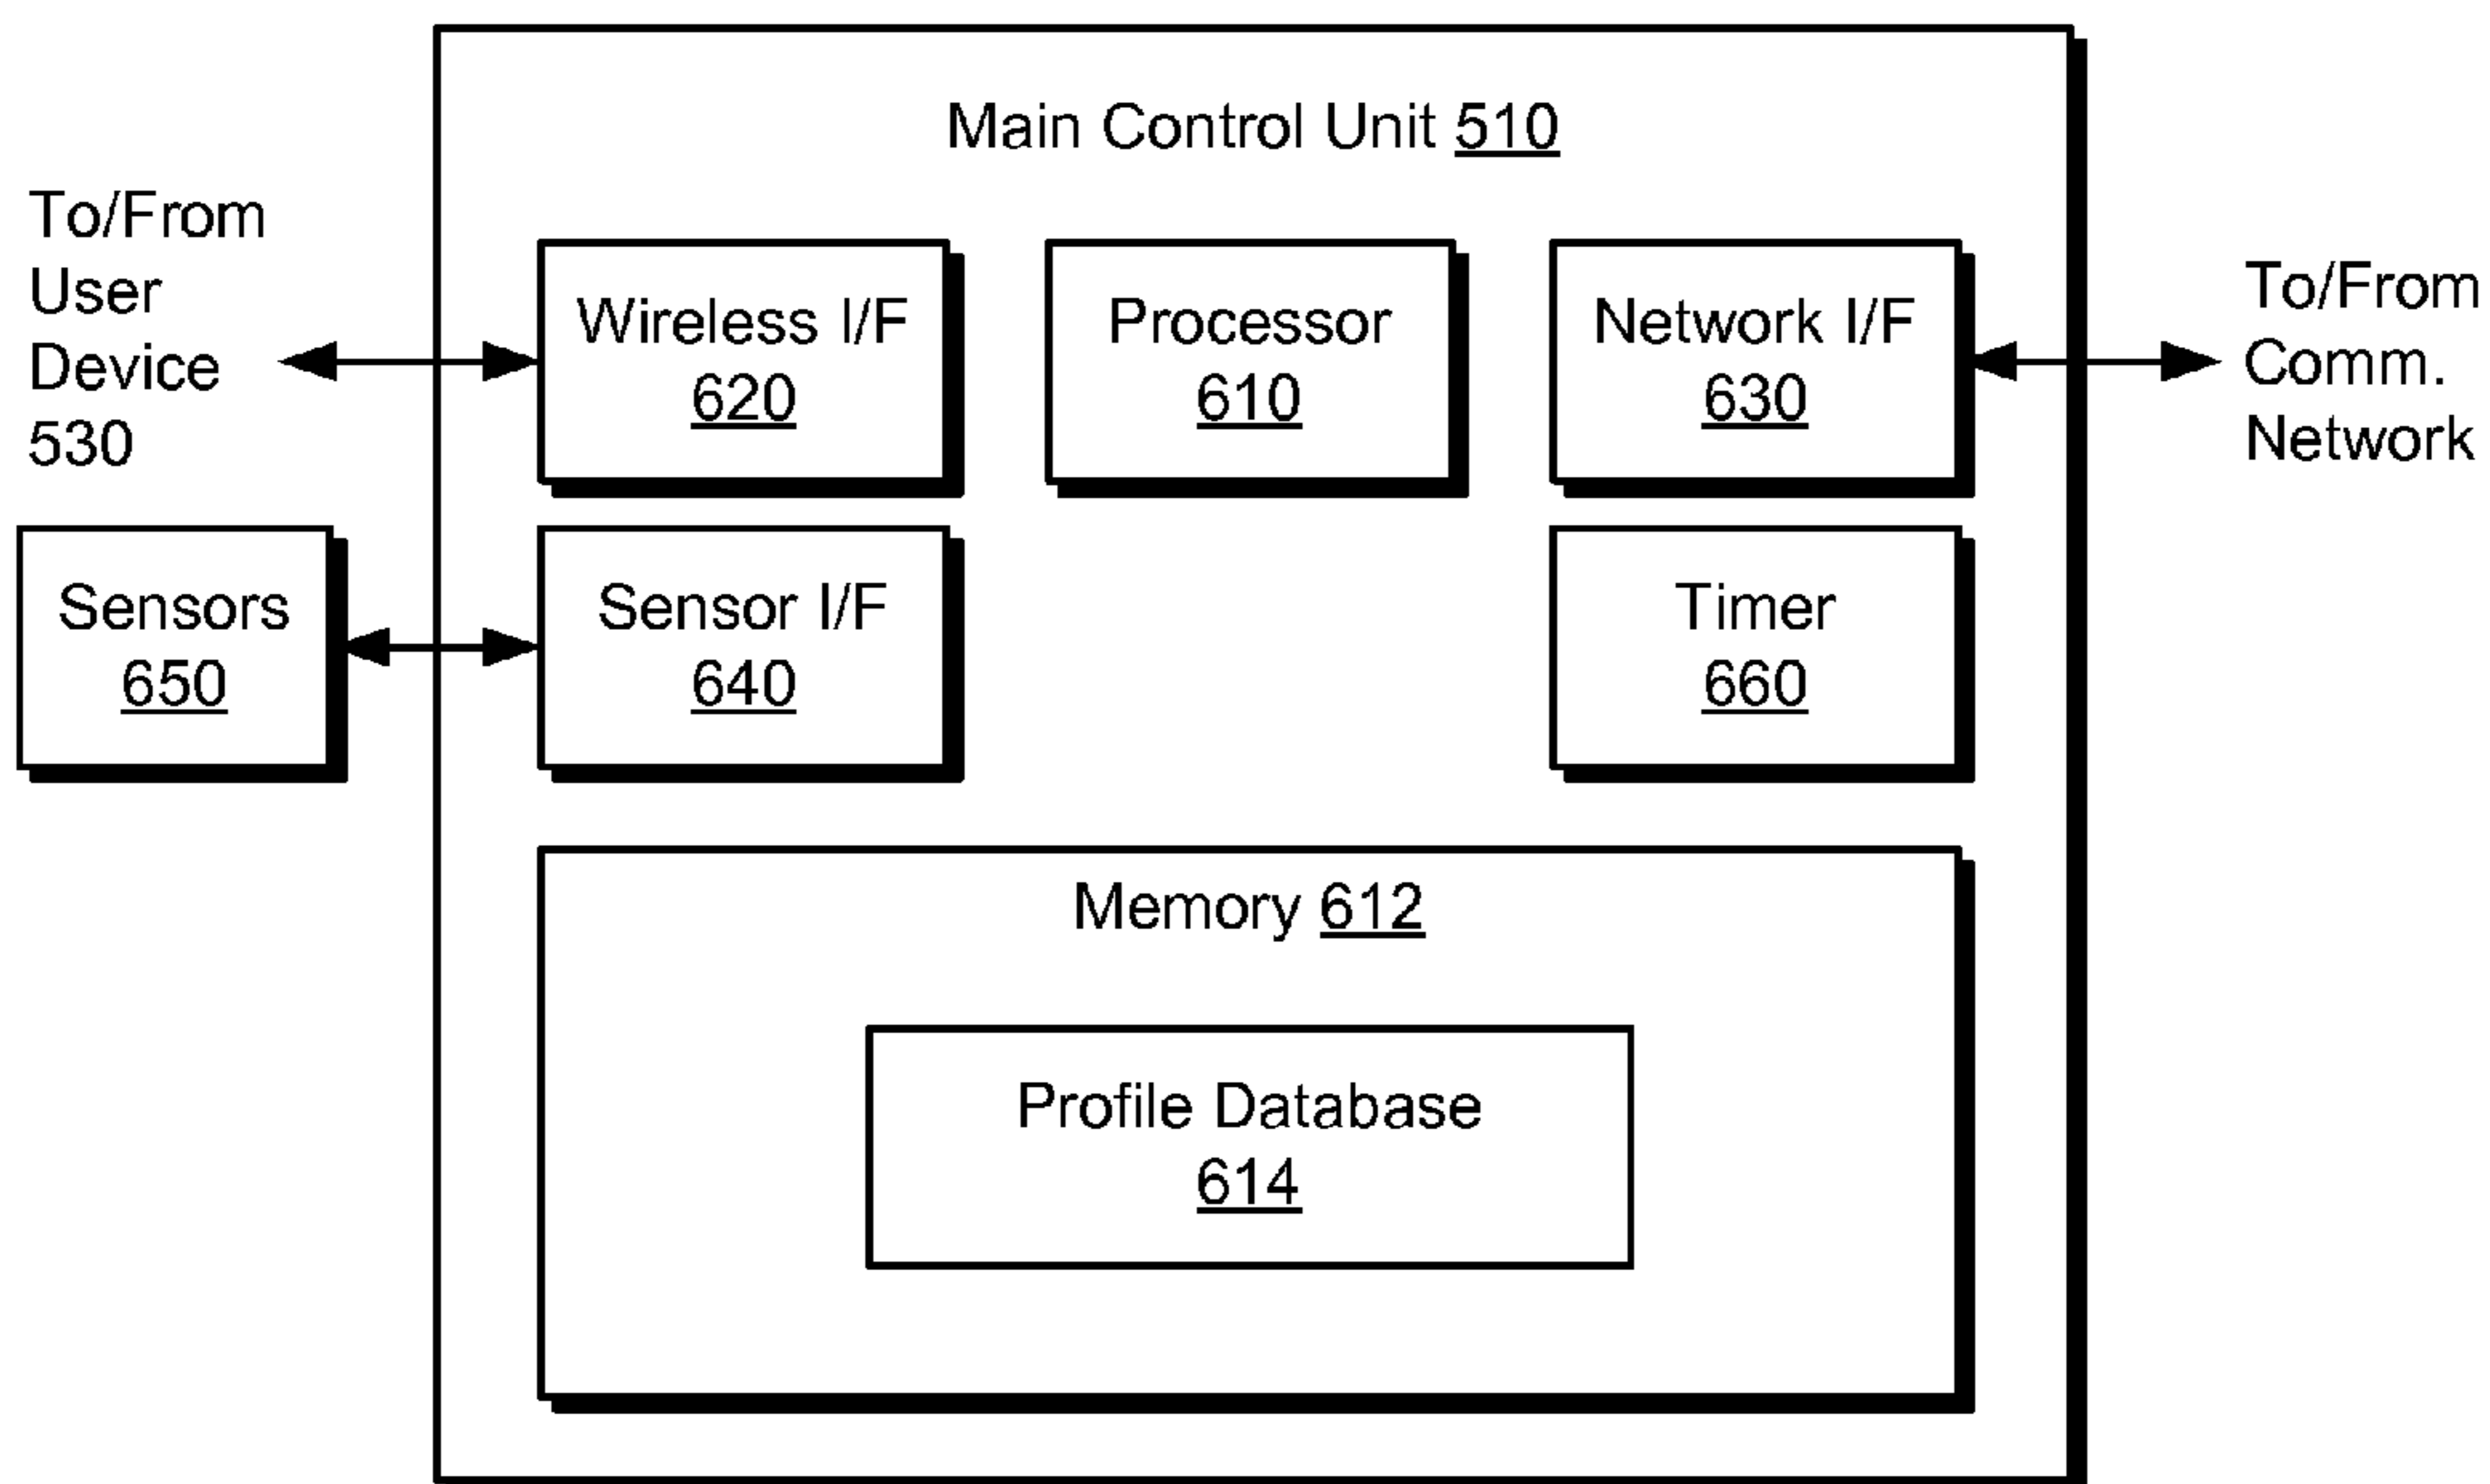 Main Control Unit 510
To/From
User
Device
530
Wireless I/F
620
Processor
610
Network I/F
630
To/From
Comm.
Network
Sensors
650
Sensor I/F
640
Timer
660
Memory 612
Profile Database
614